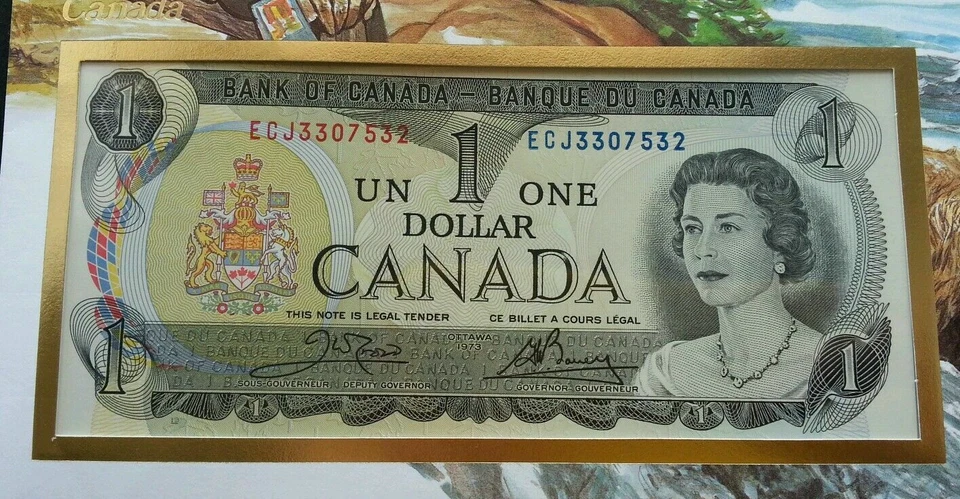 Canada
1 BANK OF CANADA – BANQUE DU CANADA 1
ECJ3307532 ECJ3307532
UN 1 ONE
DOLLAR
CANADA
THIS NOTE IS LEGAL TENDER CE BILLET A COURS LÉGAL
OTTAWA
1973
SOUS-GOUVERNEUR DEPUTY GOVERNOR GOVERNOR-GOUVERNEUR
1 1
1 1